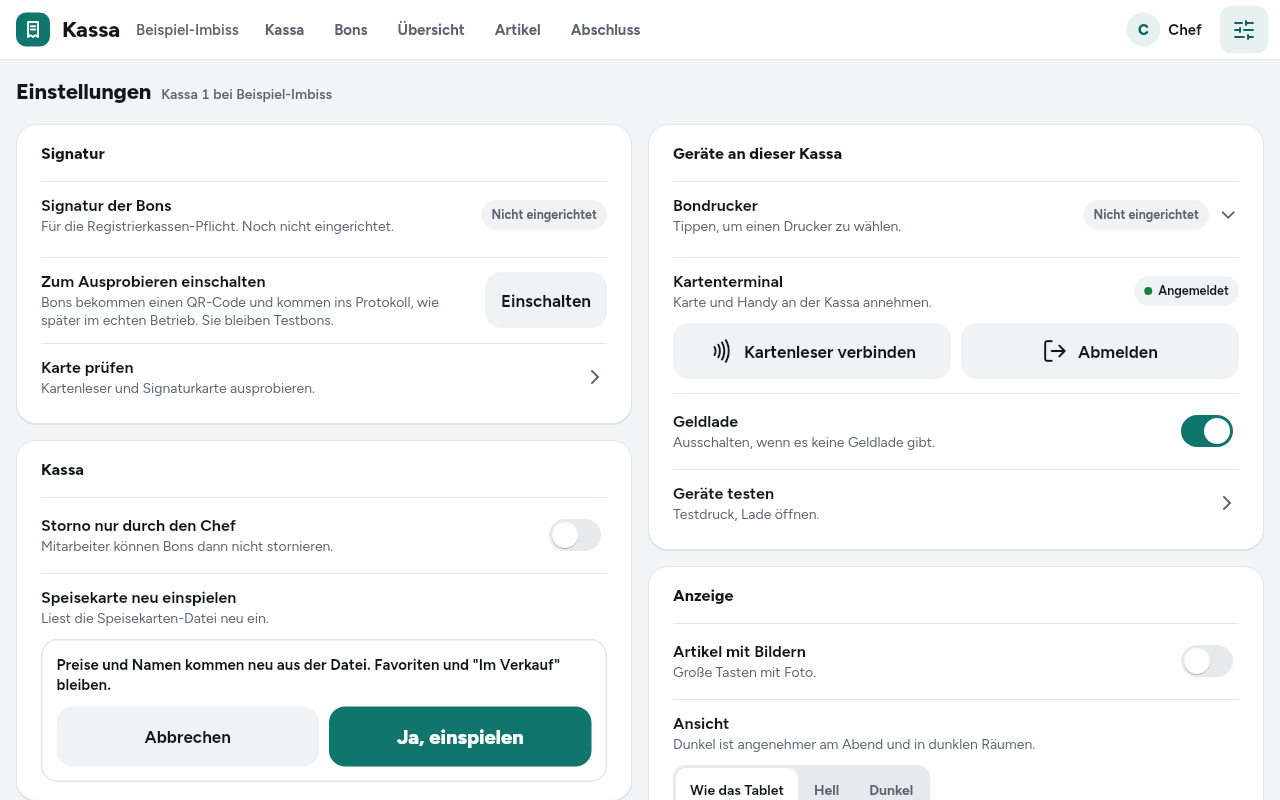 Kassa Beispiel-Imbiss Kassa Bons Übersicht Artikel Abschluss C Chef
Einstellungen Kassa 1 bei Beispiel-Imbiss
Signatur
Signatur der Bons
Für die Registrierkassen-Pflicht. Noch nicht eingerichtet.
Nicht eingerichtet
Zum Ausprobieren einschalten
Bons bekommen einen QR-Code und kommen ins Protokoll, wie
später im echten Betrieb. Sie bleiben Testbons.
Einschalten
Karte prüfen
Kartenleser und Signaturkarte ausprobieren.
Kassa
Storno nur durch den Chef
Mitarbeiter können Bons dann nicht stornieren.
Speisekarte neu einspielen
Liest die Speisekarten-Datei neu ein.
Preise und Namen kommen neu aus der Datei. Favoriten und "Im Verkauf"
bleiben.
Abbrechen Ja, einspielen
Geräte an dieser Kassa
Bondrucker
Tippen, um einen Drucker zu wählen.
Nicht eingerichtet
Kartenterminal
Karte und Handy an der Kassa annehmen.
Angemeldet
Kartenleser verbinden Abmelden
Geldlade
Ausschalten, wenn es keine Geldlade gibt.
Geräte testen
Testdruck, Lade öffnen.
Anzeige
Artikel mit Bildern
Große Tasten mit Foto.
Ansicht
Dunkel ist angenehmer am Abend und in dunklen Räumen.
Wie das Tablet Hell Dunkel